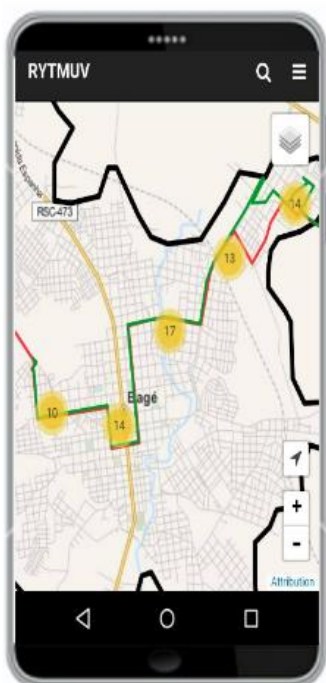 RYTMUV
RSC-473
14
13
17
10
14
Bagé
+
-
Attribution